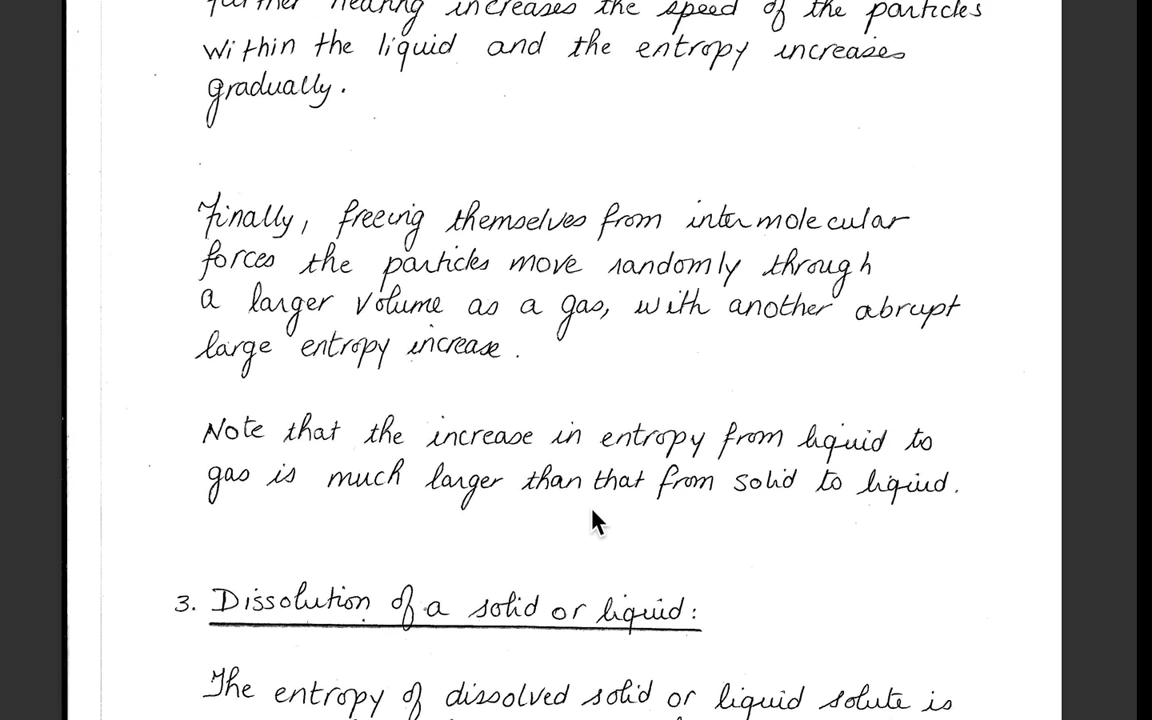 further heating increases the speed of the particles
within the liquid and the entropy increases
gradually.
Finally, freeing themselves from intermolecular
forces the particles move randomly through
a larger volume as a gas, with another abrupt
large entropy increase.
Note that the increase in entropy from liquid to
gas is much larger than that from solid to liquid.
3. Dissolution of a solid or liquid:
The entropy of dissolved solid or liquid solute is